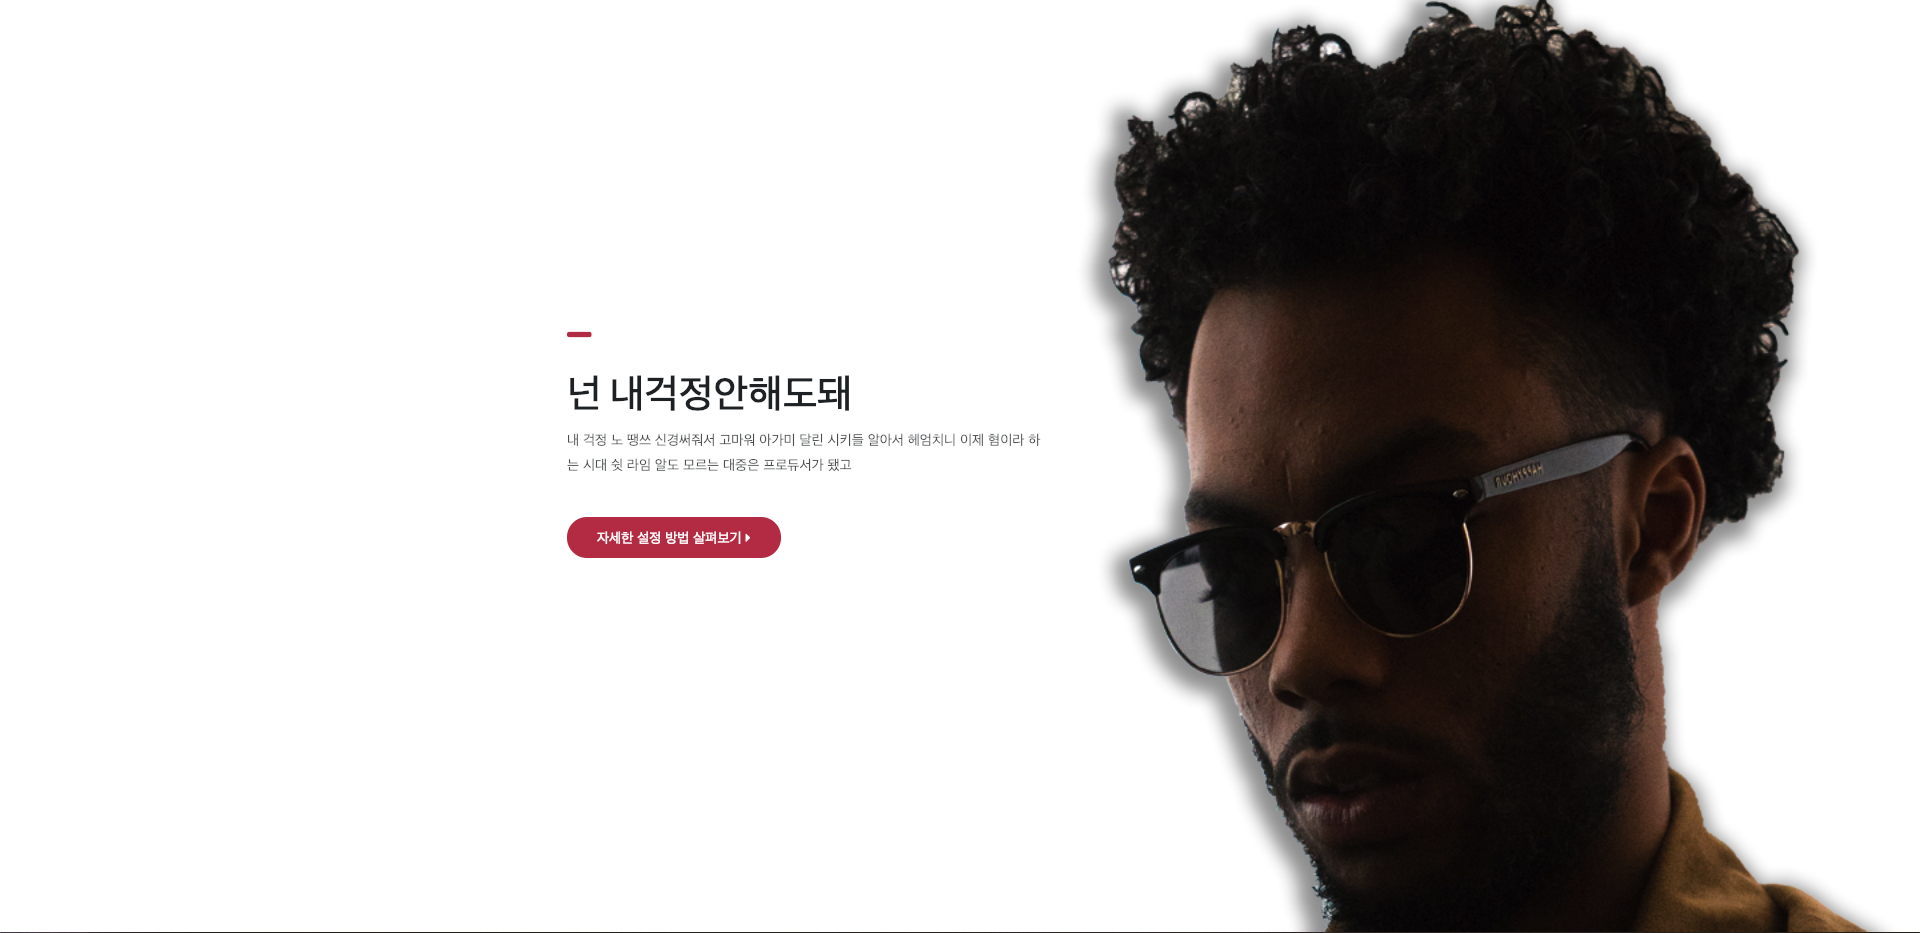 넌 내걱정안해도돼
내 걱정 노 땡쓰 신경써줘서 고마워 아가미 달린 시키들 알아서 헤엄치니 이제 혐이라 하
는 시대 쉿 라임 알도 모르는 대중은 프로듀서가 됐고
자세한 설정 방법 살펴보기